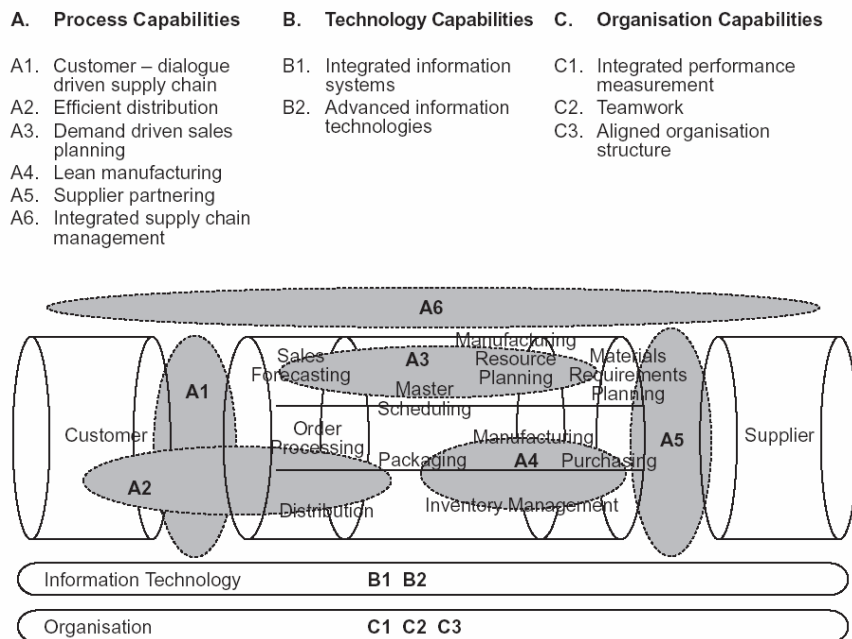 A. Process Capabilities
A1. Customer – dialogue
driven supply chain
A2. Efficient distribution
A3. Demand driven sales
planning
A4. Lean manufacturing
A5. Supplier partnering
A6. Integrated supply chain
management
B. Technology Capabilities
B1. Integrated information
systems
B2. Advanced information
technologies
C. Organisation Capabilities
C1. Integrated performance
measurement
C2. Teamwork
C3. Aligned organisation
structure
A6
A1
Customer
A2
Sales
Forecasting
A3
Manufacturing
Resource
Planning
Materials
Requirements
Planning
Master
Scheduling
Order
Processing
Packaging
Manufacturing
A4
Purchasing
Distribution
Inventory Management
A5
Supplier
Information Technology B1 B2
Organisation C1 C2 C3